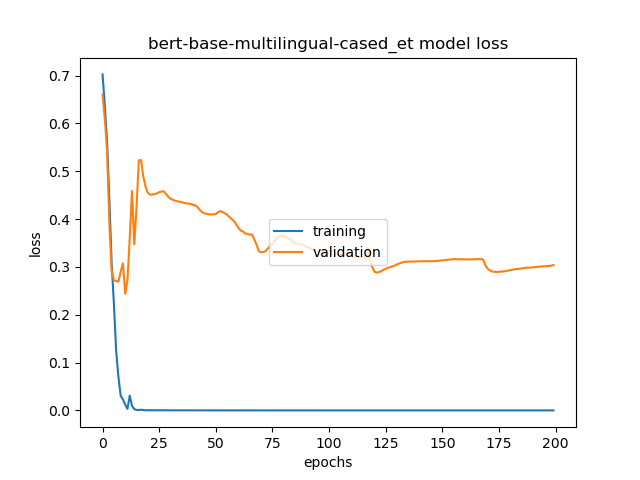 bert-base-multilingual-cased_et model loss
loss
0.7
0.6
0.5
0.4
0.3
0.2
0.1
0.0
training
validation
0 25 50 75 100 125 150 175 200
epochs